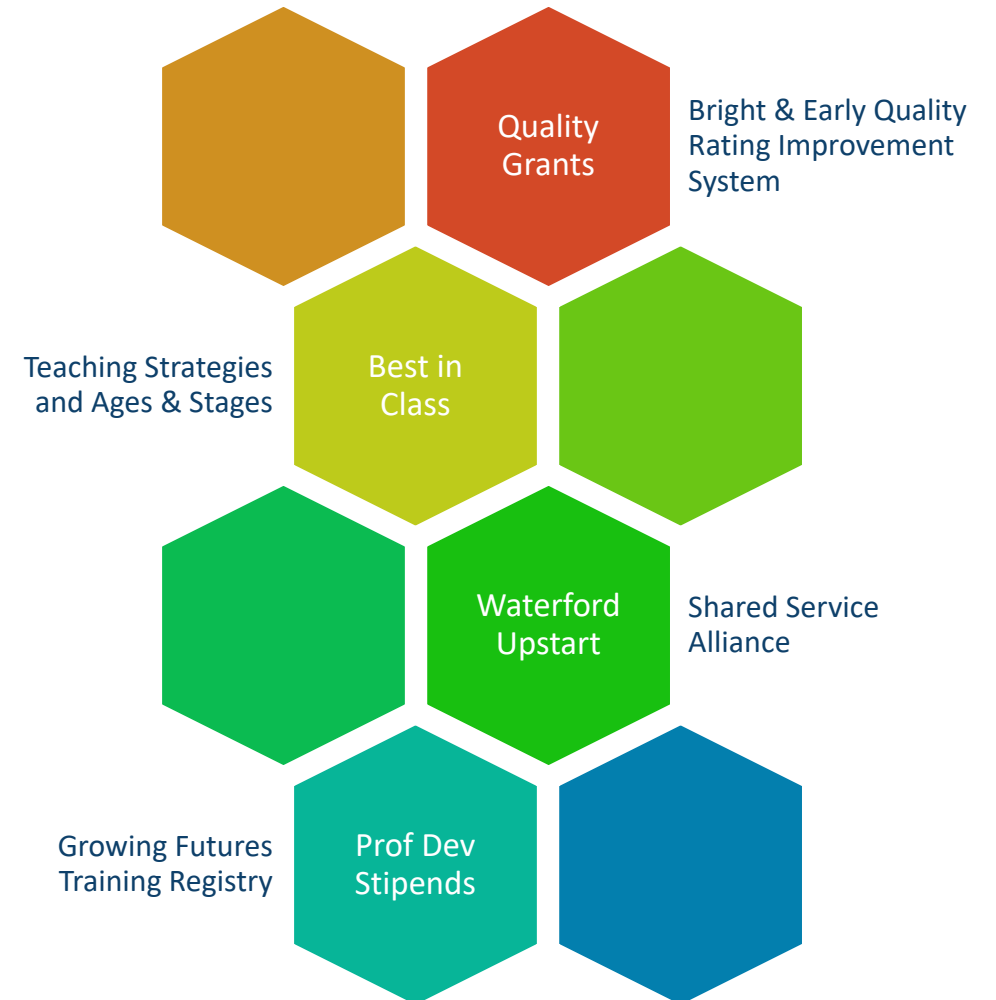 Quality
Grants
Bright & Early Quality
Rating Improvement
System
Teaching Strategies
and Ages & Stages
Best in
Class
Waterford
Upstart
Shared Service
Alliance
Growing Futures
Training Registry
Prof Dev
Stipends